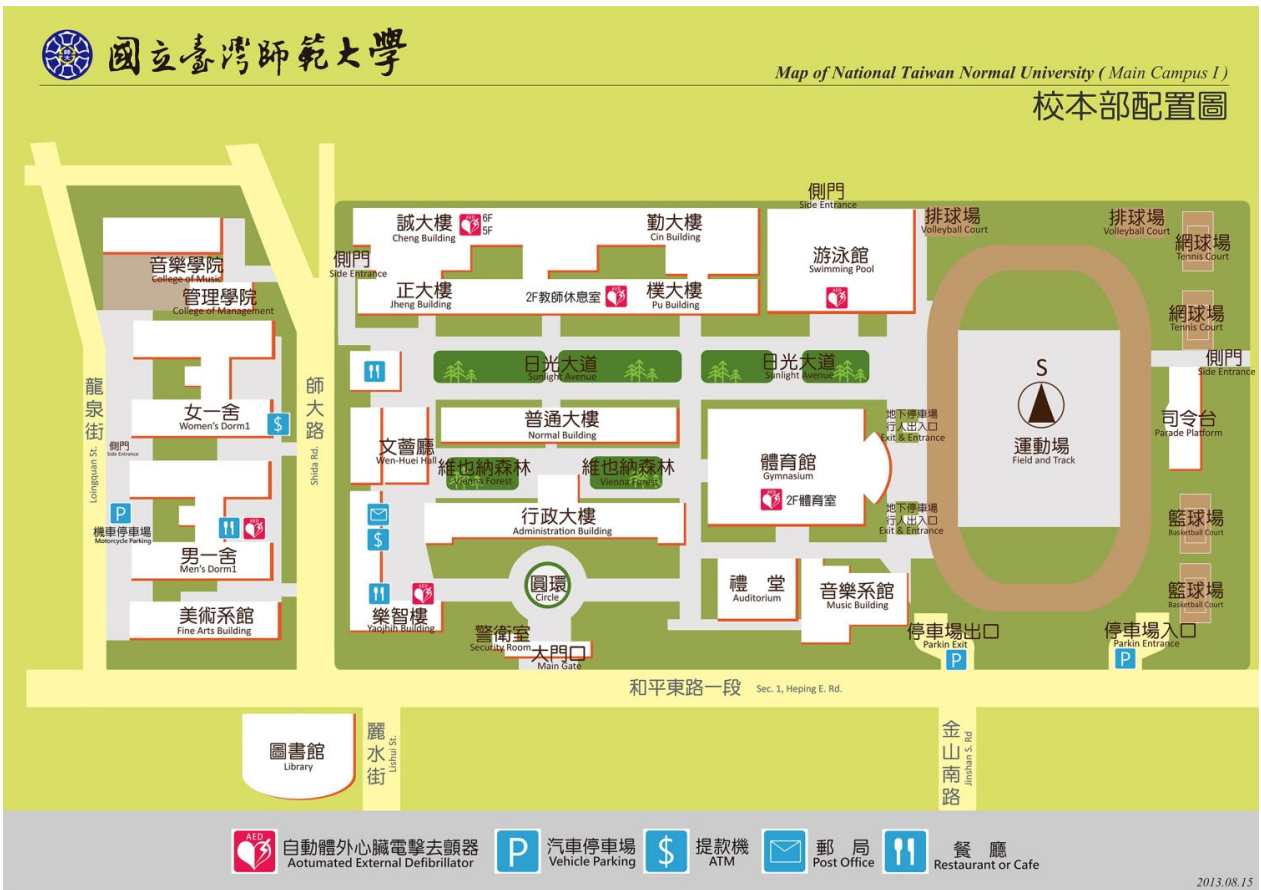 國立臺灣師範大學
Map of National Taiwan Normal University ( Main Campus I )
校本部配置圖
側門
Side Entrance
誠大樓
Cheng Building
AED
6F
5F
勤大樓
Cin Building
排球場
Volleyball Court
排球場
Volleyball Court
網球場
Tennis Court
音樂學院
College of Music
側門
Side Entrance
游泳館
Swimming Pool
AED
管理學院
College of Management
正大樓
Jheng Building
2F教師休息室
AED
樸大樓
Pu Building
網球場
Tennis Court
側門
Side Entrance
日光大道
Sunlight Avenue
日光大道
Sunlight Avenue
S
運動場
Field and Track
司令台
Parade Platform
龍泉街
Loingquan St.
師大路
Shida Rd.
女一舍
Women's Dorm1
$
側門
Side Entrance
文薈廳
Wen-Huei Hall
普通大樓
Normal Building
維也納森林
Vienna Forest
維也納森林
Vienna Forest
體育館
Gymnasium
AED
2F體育室
地下停車場
行人出入口
Exit & Entrance
地下停車場
行人出入口
Exit & Entrance
P
機車停車場
Motorcycle Parking
AED
男一舍
Men's Dorm1
$
行政大樓
Administration Building
籃球場
Basketball Court
籃球場
Basketball Court
美術系館
Fine Arts Building
AED
樂智樓
Yaojhih Building
圓環
Circle
禮 堂
Auditorium
音樂系館
Music Building
警衛室
Security Room
大門口
Main Gate
停車場出口
Parkin Exit
P
停車場入口
Parkin Entrance
P
和平東路一段
Sec. 1, Heping E. Rd.
圖書館
Library
麗水街
Lishui St.
金山南路
Jinshan S. Rd
AED
自動體外心臟電擊去顫器
Aotumated External Defibrillator
P
汽車停車場
Vehicle Parking
$
提款機
ATM
郵 局
Post Office
餐 廳
Restaurant or Cafe
2013.08.15